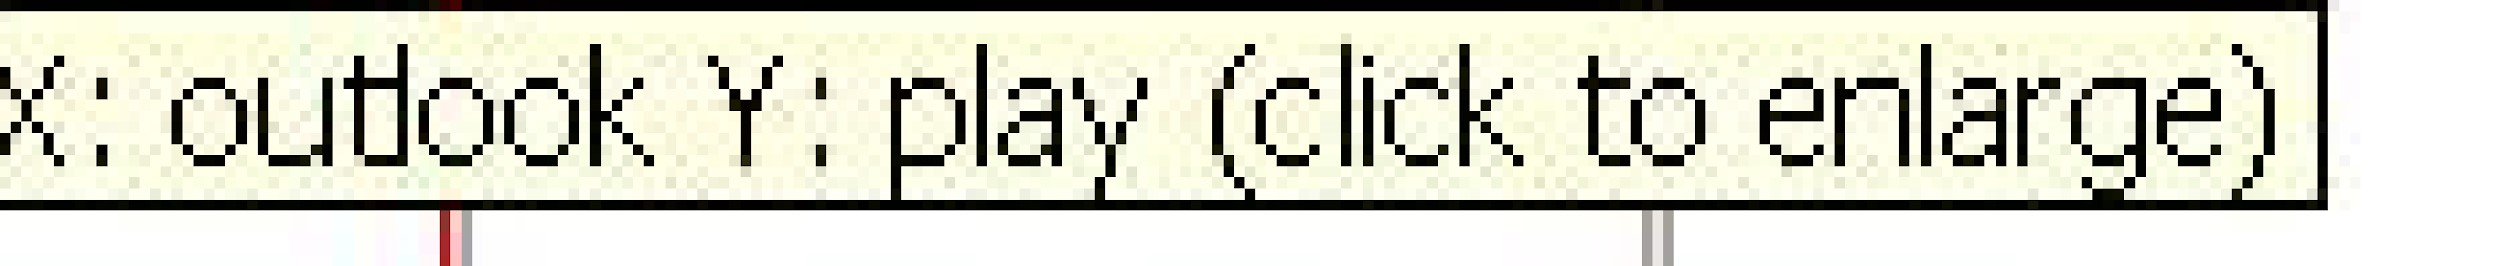 X: outlook Y: play (click to enlarge)